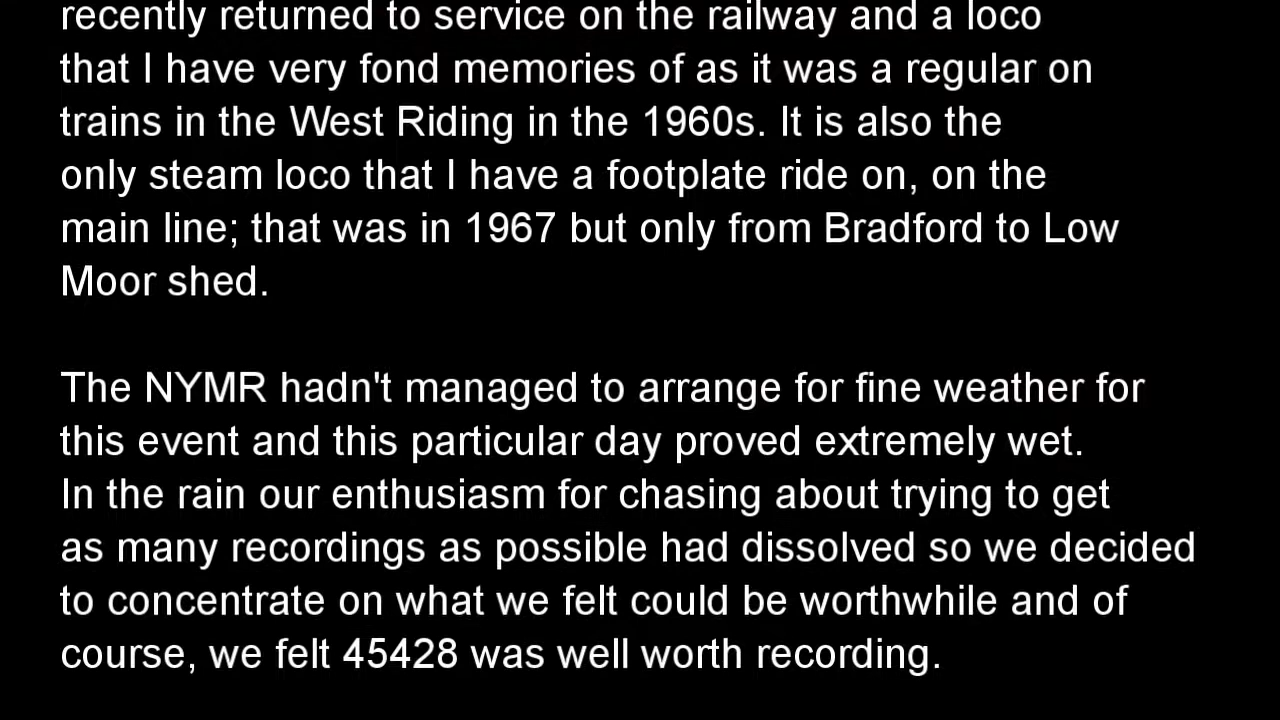 recently returned to service on the railway and a loco
that I have very fond memories of as it was a regular on
trains in the West Riding in the 1960s. It is also the
only steam loco that I have a footplate ride on, on the
main line; that was in 1967 but only from Bradford to Low
Moor shed.
The NYMR hadn't managed to arrange for fine weather for
this event and this particular day proved extremely wet.
In the rain our enthusiasm for chasing about trying to get
as many recordings as possible had dissolved so we decided
to concentrate on what we felt could be worthwhile and of
course, we felt 45428 was well worth recording.